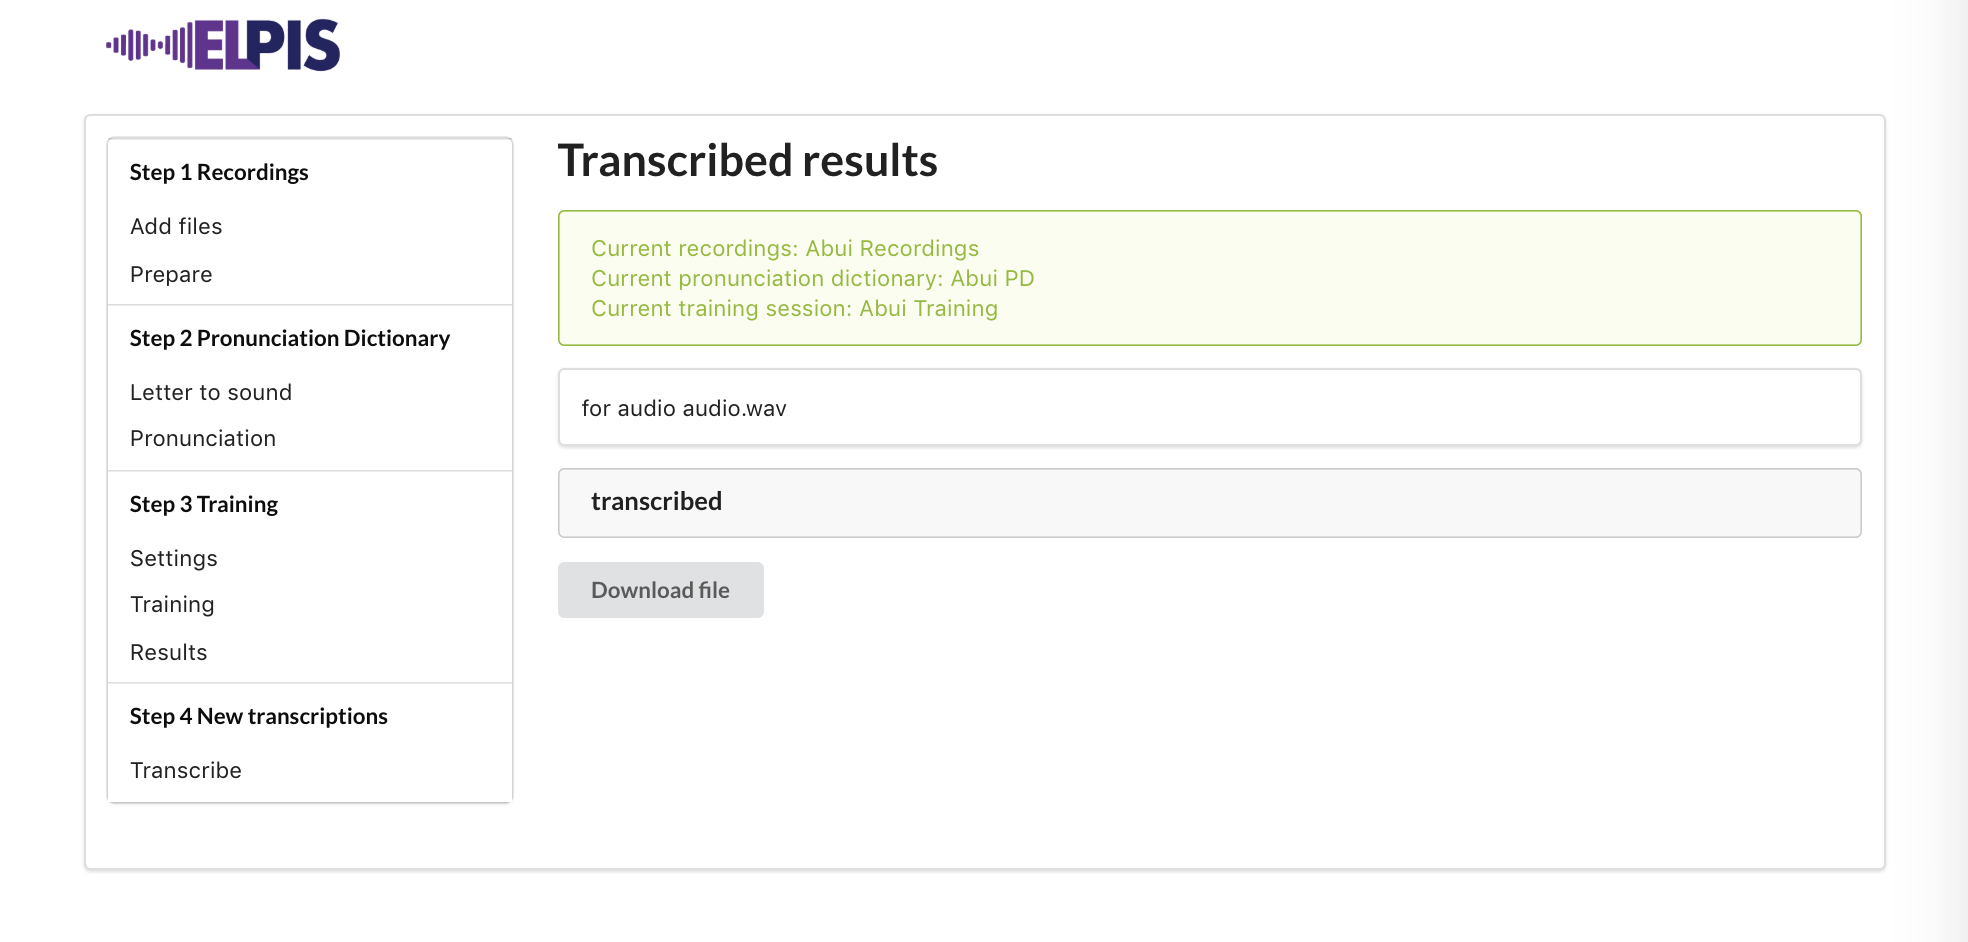 ELPIS
Step 1 Recordings
Add files
Prepare
Step 2 Pronunciation Dictionary
Letter to sound
Pronunciation
Step 3 Training
Settings
Training
Results
Step 4 New transcriptions
Transcribe
Transcribed results
Current recordings: Abui Recordings
Current pronunciation dictionary: Abui PD
Current training session: Abui Training
for audio audio.wav
transcribed
Download file